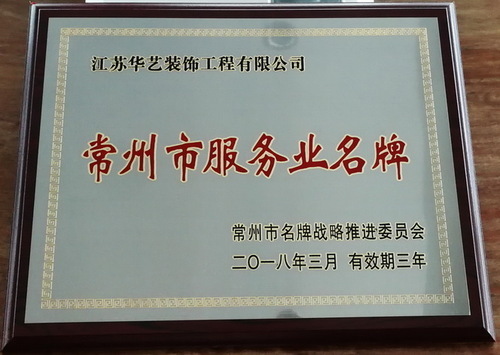 江苏华艺装饰工程有限公司
常州市服务业名牌
常州市名牌战略推进委员会
二〇一八年三月 有效期三年